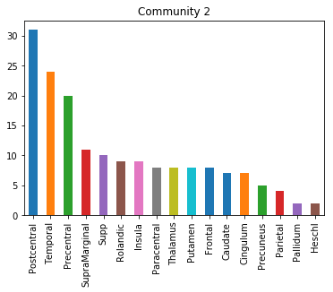 Community 2
30
25
20
15
10
5
0
Postcentral
Temporal
Precentral
SupraMarginal
Supp
Rolandic
Insula
Paracentral
Thalamus
Putamen
Frontal
Caudate
Cingulum
Precuneus
Parietal
Pallidum
Heschl